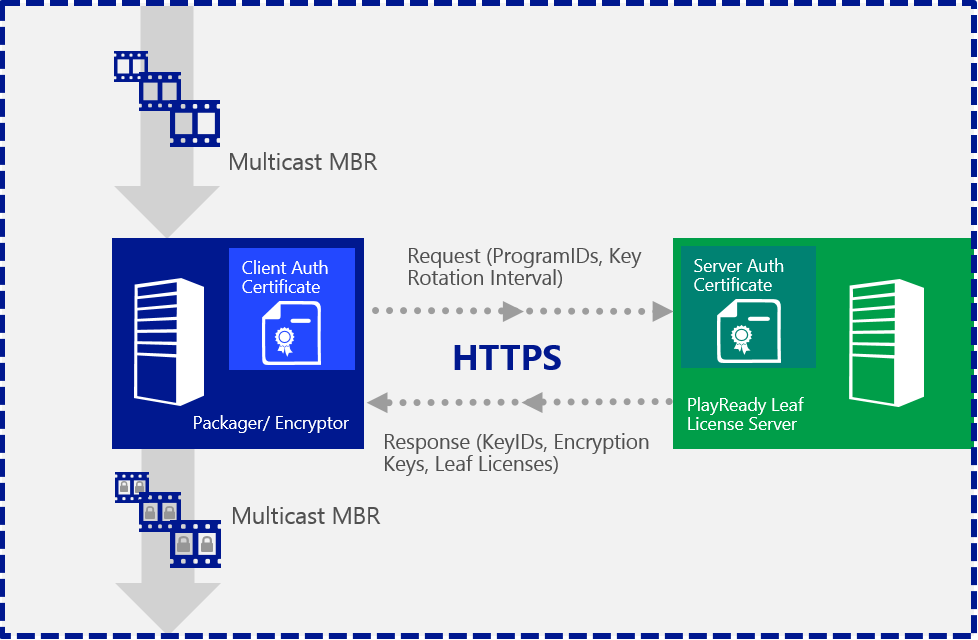 Multicast MBR
Client Auth
Certificate
Packager/ Encryptor
Request (ProgramIDs, Key
Rotation Interval)
HTTPS
Response (KeyIDs, Encryption
Keys, Leaf Licenses)
Server Auth
Certificate
PlayReady Leaf
License Server
Multicast MBR